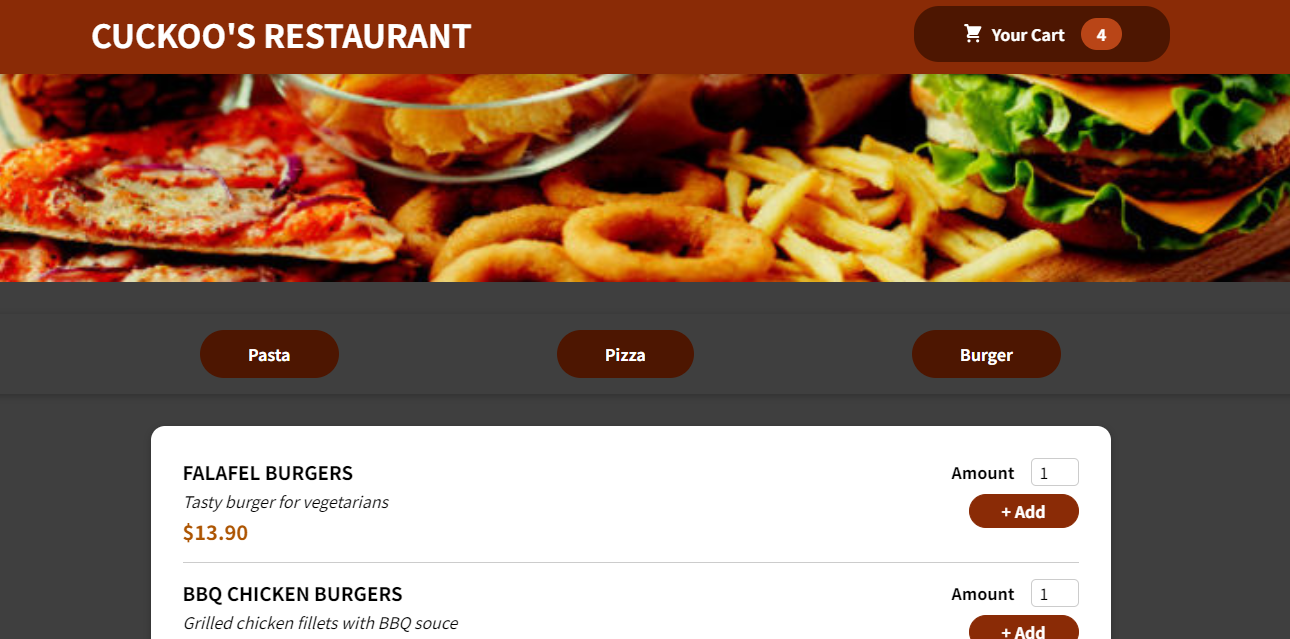 CUCKOO'S RESTAURANT
Your Cart 4
Pasta Pizza Burger
FALAFEL BURGERS
Amount 1
Tasty burger for vegetarians
+ Add
$13.90
BBQ CHICKEN BURGERS
Amount 1
Grilled chicken fillets with BBQ souce
+ Add